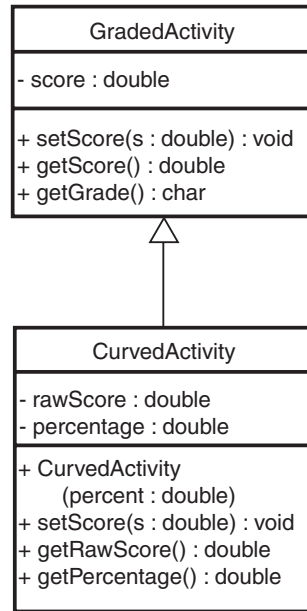 GradedActivity
- score : double
+ setScore(s : double) : void
+ getScore() : double
+ getGrade() : char
CurvedActivity
- rawScore : double
- percentage : double
+ CurvedActivity
(percent : double)
+ setScore(s : double) : void
+ getRawScore() : double
+ getPercentage() : double